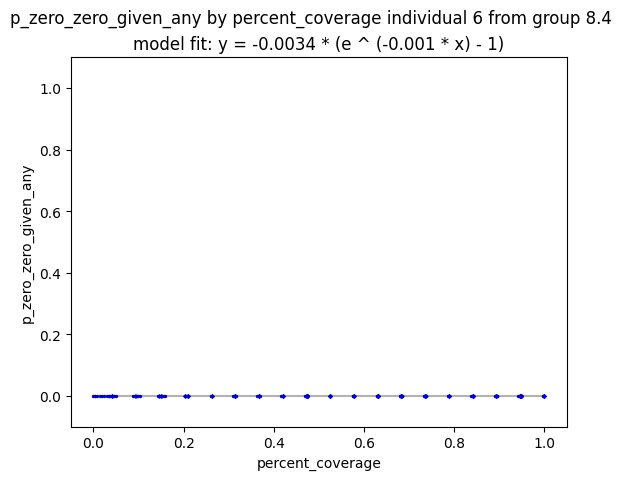 p_zero_zero_given_any by percent_coverage individual 6 from group 8.4
model fit: y = -0.0034 * (e ^ (-0.001 * x) - 1)
1.0
0.8
0.6
0.4
0.2
0.0
p_zero_zero_given_any
0.0 0.2 0.4 0.6 0.8 1.0
percent_coverage